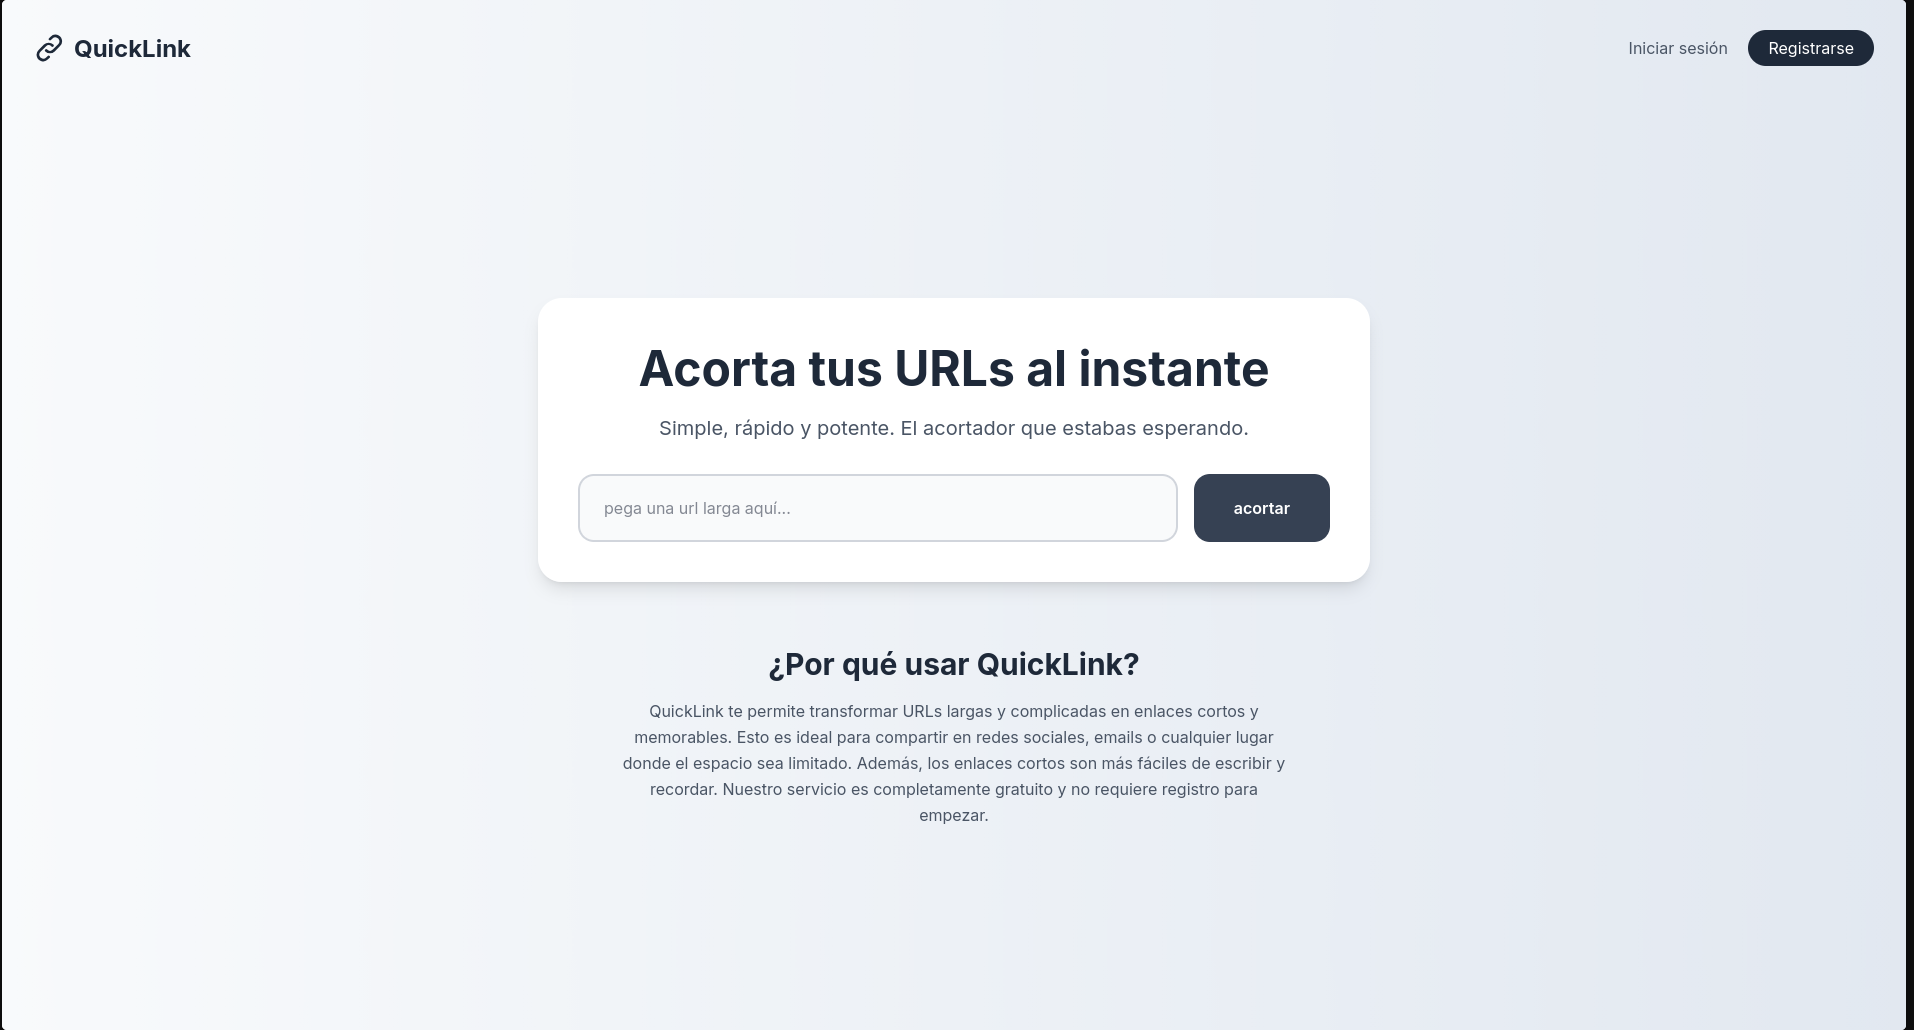 QuickLink
Iniciar sesión
Registrarse
Acorta tus URLs al instante
Simple, rápido y potente. El acortador que estabas esperando.
pega una url larga aquí...
acortar
¿Por qué usar QuickLink?
QuickLink te permite transformar URLs largas y complicadas en enlaces cortos y
memorables. Esto es ideal para compartir en redes sociales, emails o cualquier lugar
donde el espacio sea limitado. Además, los enlaces cortos son más fáciles de escribir y
recordar. Nuestro servicio es completamente gratuito y no requiere registro para
empezar.